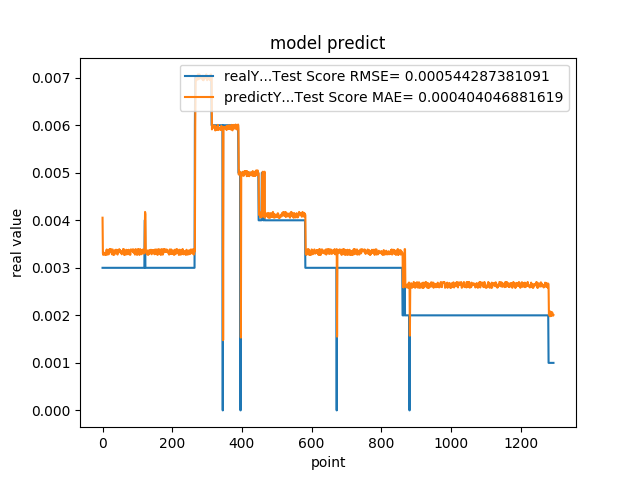 model predict
realY...Test Score RMSE= 0.000544287381091
predictY...Test Score MAE= 0.000404046881619
0.007
0.006
0.005
0.004
0.003
0.002
0.001
0.000
real value
0 200 400 600 800 1000 1200
point